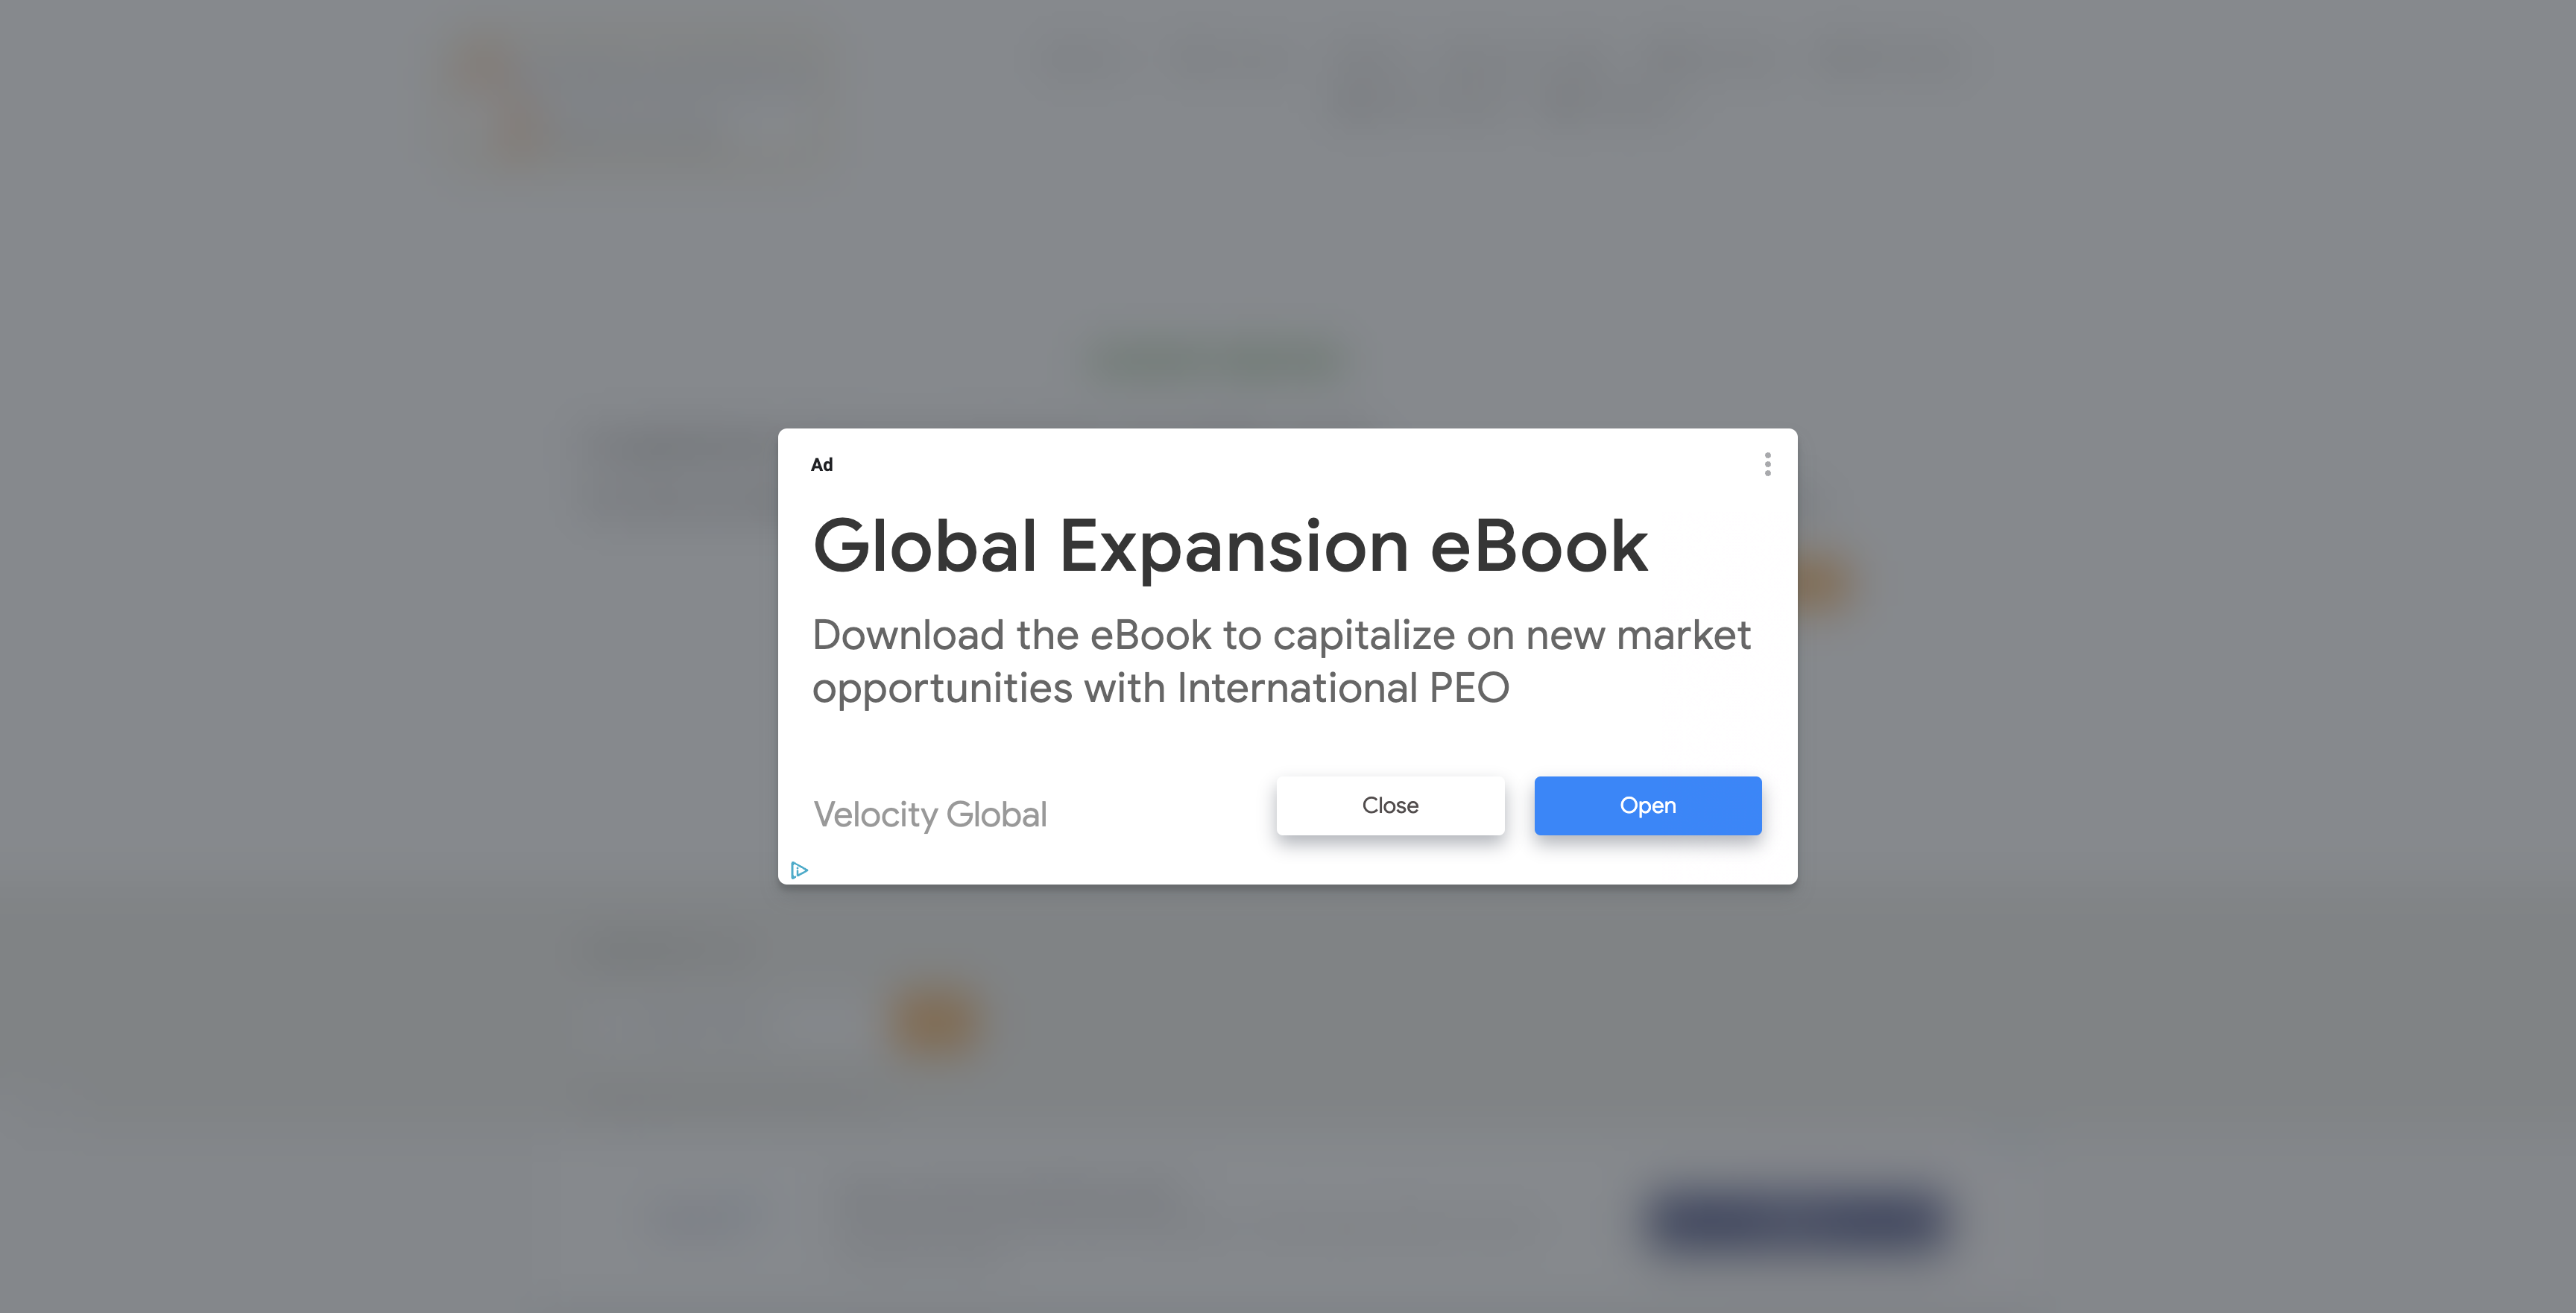 Ad
Global Expansion eBook
Download the eBook to capitalize on new market
opportunities with International PEO
Velocity Global
Close
Open